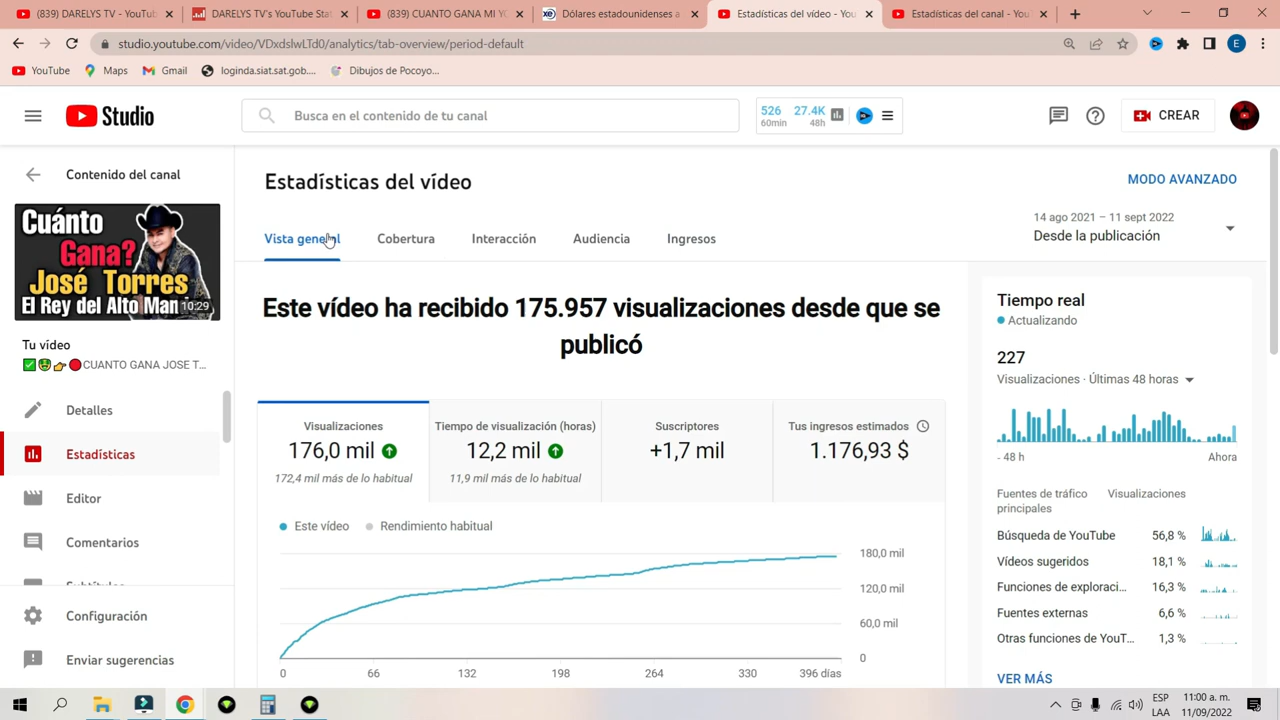 (839) DARELYS TV - YouTub
DARELYS TV's YouTube Stat
(839) CUANTO GANA MI YO
Dólares estadounidenses a
Estadísticas del vídeo - You
Estadísticas del canal - You
studio.youtube.com/video/VDxdslwLTd0/analytics/tab-overview/period-default
E
YouTube
Maps
Gmail
loginda.siat.sat.gob....
Dibujos de Pocoyo...
Studio
Busca en el contenido de tu canal
526
60min
27.4K
48h
CREAR
Contenido del canal
Cuánto
Gana?
José Torres
El Rey del Alto Man
10:29
Tu vídeo
CUANTO GANA JOSE T...
Detalles
Estadísticas
Editor
Comentarios
Subtítulos
Configuración
Enviar sugerencias
Estadísticas del vídeo
MODO AVANZADO
Vista general
Cobertura
Interacción
Audiencia
Ingresos
14 ago 2021 – 11 sept 2022
Desde la publicación
Este vídeo ha recibido 175.957 visualizaciones desde que se
publicó
Visualizaciones
176,0 mil
172,4 mil más de lo habitual
Tiempo de visualización (horas)
12,2 mil
11,9 mil más de lo habitual
Suscriptores
+1,7 mil
Tus ingresos estimados
1.176,93 $
Este vídeo
Rendimiento habitual
180,0 mil
120,0 mil
60,0 mil
0
0
66
132
198
264
330
396 días
Tiempo real
Actualizando
227
Visualizaciones · Últimas 48 horas
- 48 h
Ahora
Fuentes de tráfico
principales
Visualizaciones
Búsqueda de YouTube 56,8 %
Vídeos sugeridos 18,1 %
Funciones de exploraci... 16,3 %
Fuentes externas 6,6 %
Otras funciones de YouT... 1,3 %
VER MÁS
ESP
LAA
11:00 a. m.
11/09/2022